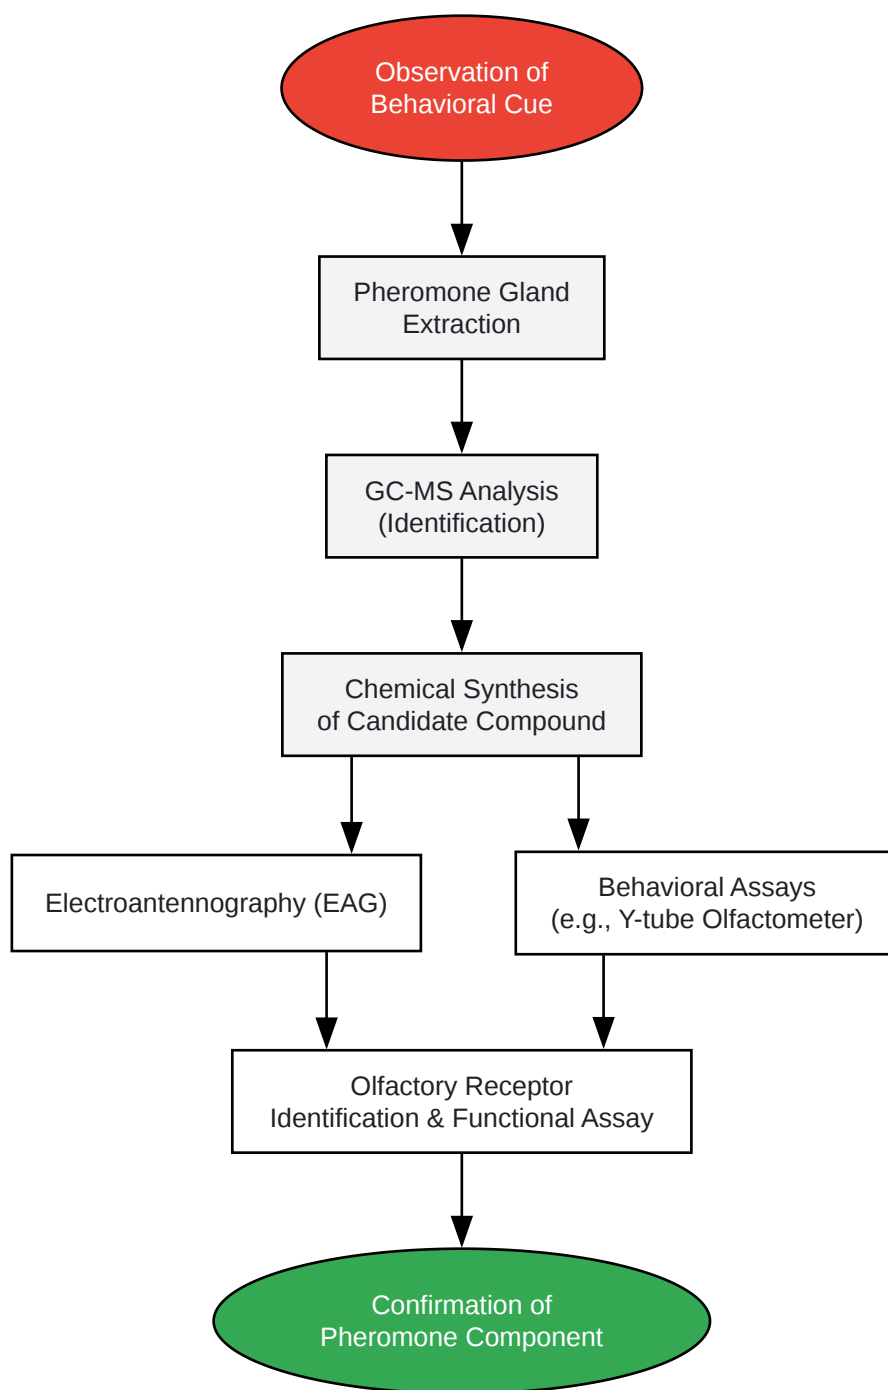 Observation of
Behavioral Cue
Pheromone Gland
Extraction
GC-MS Analysis
(Identification)
Chemical Synthesis
of Candidate Compound
Electroantennography (EAG)
Behavioral Assays
(e.g., Y-tube Olfactometer)
Olfactory Receptor
Identification & Functional Assay
Confirmation of
Pheromone Component